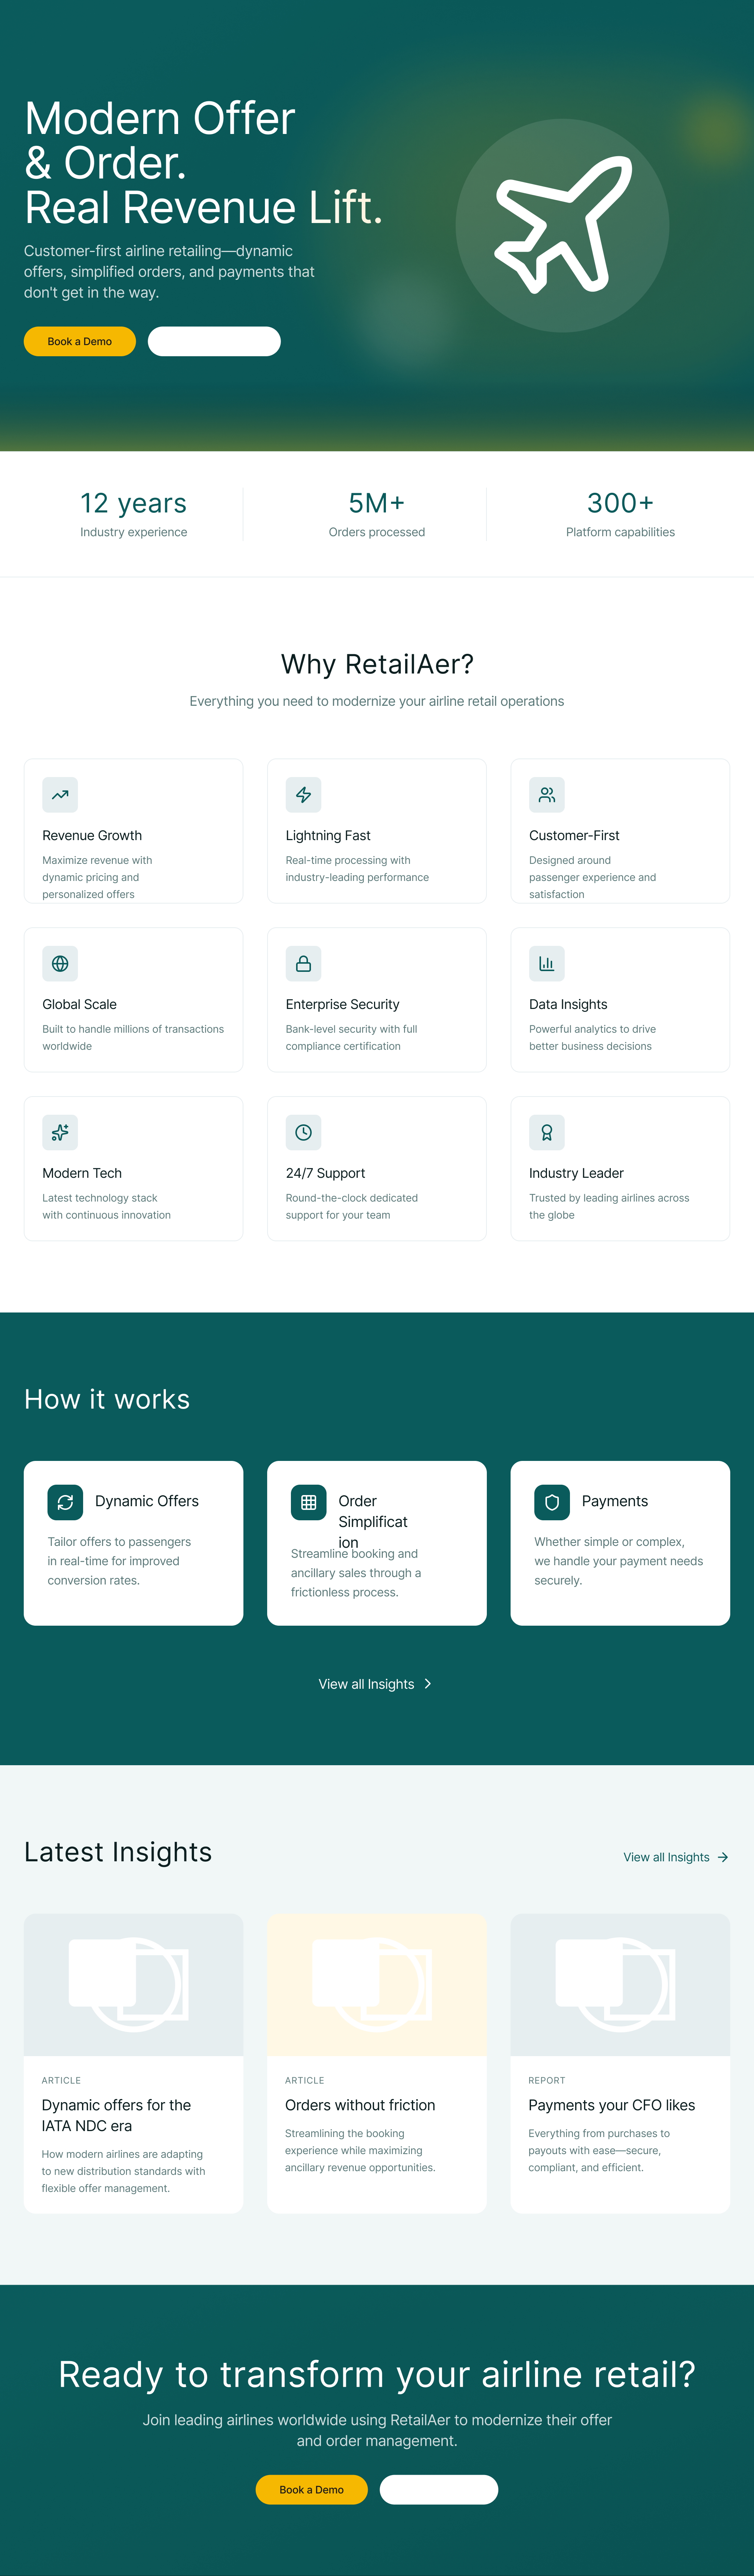 Modern Offer
& Order.
Real Revenue Lift.
Customer-first airline retailing—dynamic
offers, simplified orders, and payments that
don't get in the way.
Book a Demo
12 years
Industry experience
5M+
Orders processed
300+
Platform capabilities
Why RetailAer?
Everything you need to modernize your airline retail operations
Revenue Growth
Maximize revenue with
dynamic pricing and
personalized offers
Lightning Fast
Real-time processing with
industry-leading performance
Customer-First
Designed around
passenger experience and
satisfaction
Global Scale
Built to handle millions of transactions
worldwide
Enterprise Security
Bank-level security with full
compliance certification
Data Insights
Powerful analytics to drive
better business decisions
Modern Tech
Latest technology stack
with continuous innovation
24/7 Support
Round-the-clock dedicated
support for your team
Industry Leader
Trusted by leading airlines across
the globe
How it works
Dynamic Offers
Tailor offers to passengers
in real-time for improved
conversion rates.
Order
Simplificat
ion
Streamline booking and
ancillary sales through a
frictionless process.
Payments
Whether simple or complex,
we handle your payment needs
securely.
View all Insights
Latest Insights
View all Insights
ARTICLE
Dynamic offers for the
IATA NDC era
How modern airlines are adapting
to new distribution standards with
flexible offer management.
ARTICLE
Orders without friction
Streamlining the booking
experience while maximizing
ancillary revenue opportunities.
REPORT
Payments your CFO likes
Everything from purchases to
payouts with ease—secure,
compliant, and efficient.
Ready to transform your airline retail?
Join leading airlines worldwide using RetailAer to modernize their offer
and order management.
Book a Demo